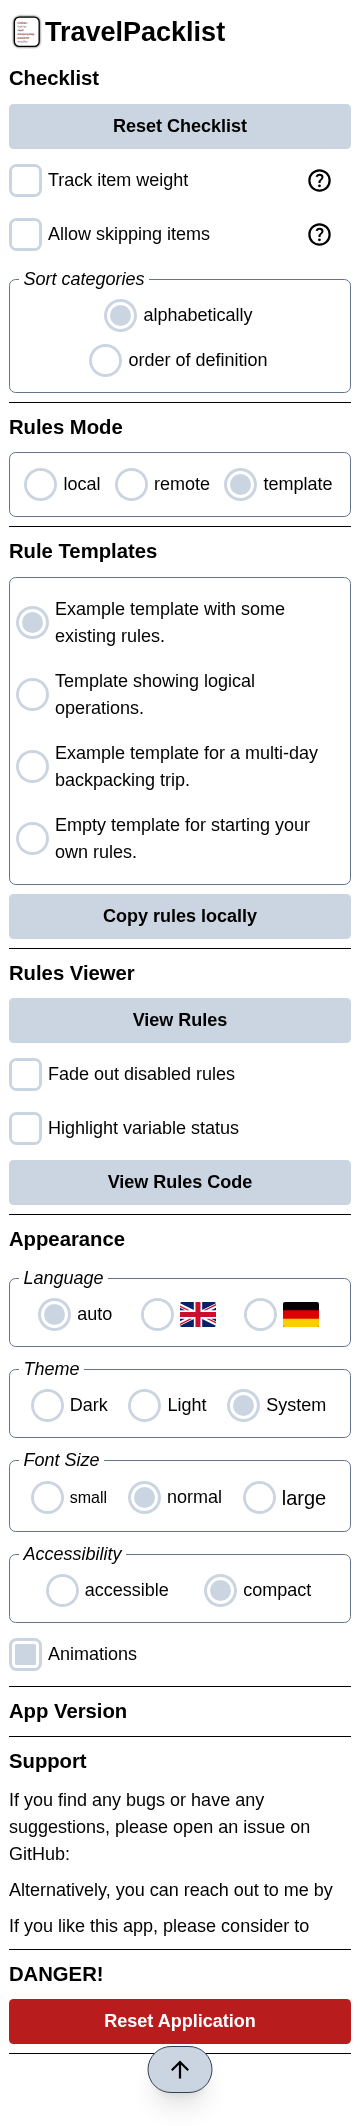 TravelPacklist
Checklist
Reset Checklist
Track item weight
Allow skipping items
Sort categories
alphabetically
order of definition
Rules Mode
local remote template
Rule Templates
Example template with some
existing rules.
Template showing logical
operations.
Example template for a multi-day
backpacking trip.
Empty template for starting your
own rules.
Copy rules locally
Rules Viewer
View Rules
Fade out disabled rules
Highlight variable status
View Rules Code
Appearance
Language
auto
Theme
Dark Light System
Font Size
small normal large
Accessibility
accessible compact
Animations
App Version
Support
If you find any bugs or have any
suggestions, please open an issue on
GitHub:
Alternatively, you can reach out to me by
If you like this app, please consider to
DANGER!
Reset Application